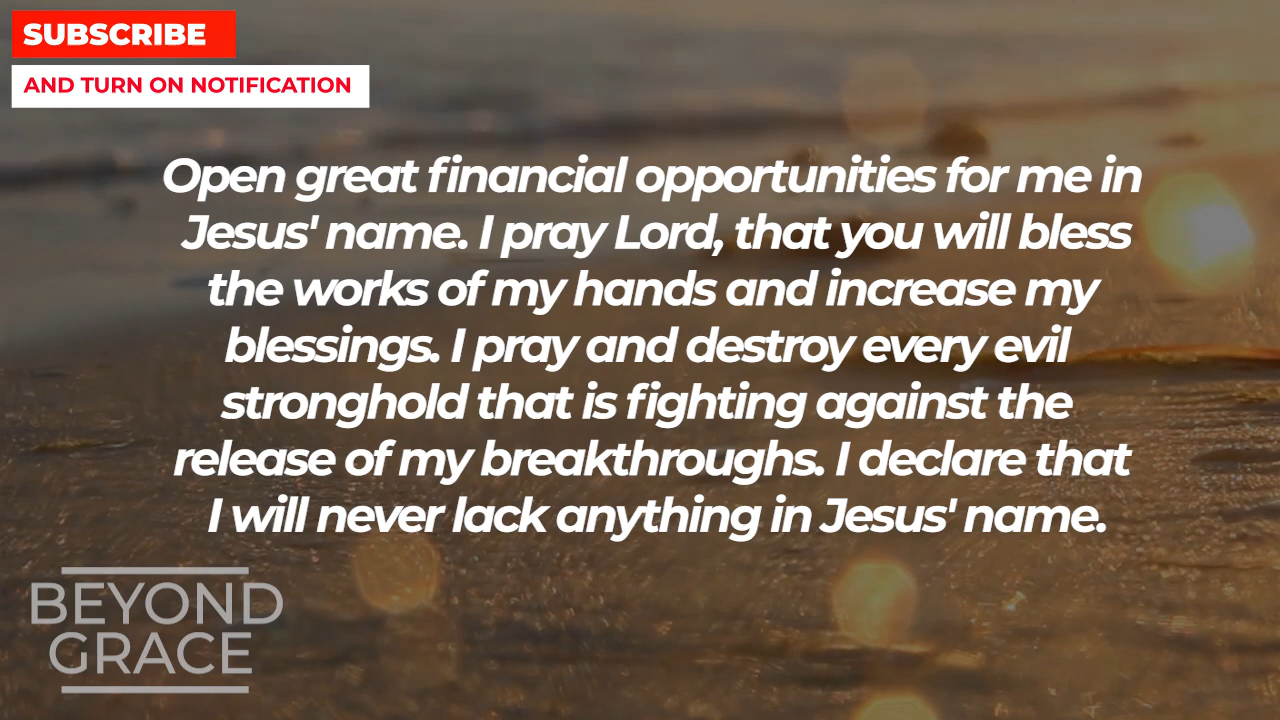 SUBSCRIBE
AND TURN ON NOTIFICATION
Open great financial opportunities for me in
Jesus' name. I pray Lord, that you will bless
the works of my hands and increase my
blessings. I pray and destroy every evil
stronghold that is fighting against the
release of my breakthroughs. I declare that
I will never lack anything in Jesus' name.
BEYOND
GRACE